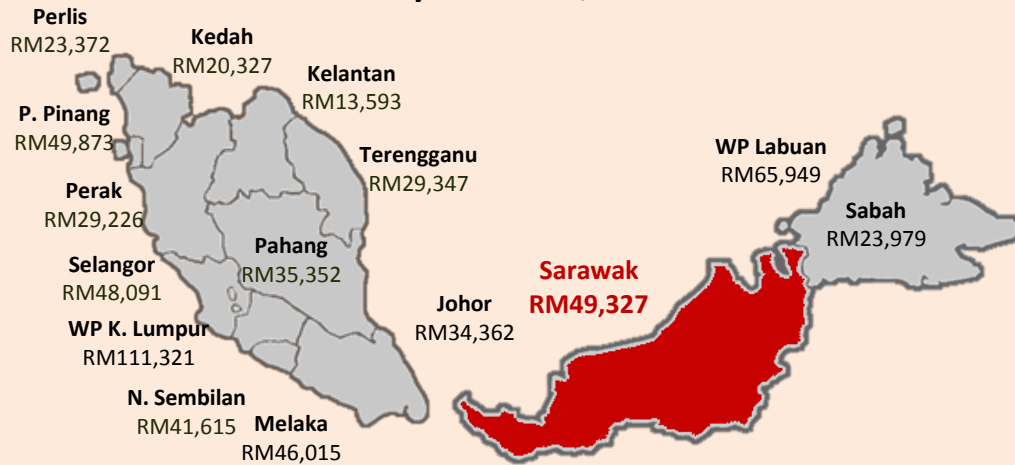 Perlis
RM23,372
Kedah
RM20,327
Kelantan
RM13,593
P. Pinang
RM49,873
Terengganu
RM29,347
WP Labuan
RM65,949
Perak
RM29,226
Sabah
RM23,979
Pahang
RM35,352
Selangor
RM48,091
Sarawak
RM49,327
Johor
RM34,362
WP K. Lumpur
RM111,321
N. Sembilan
RM41,615
Melaka
RM46,015